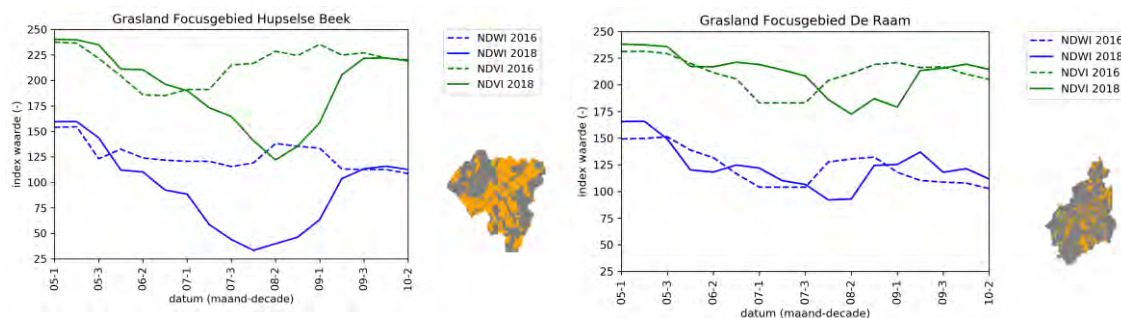 Grasland Focusgebied Hupselse Beek
250
225
200
175
150
125
100
75
50
25
index waarde (-)
05-1
05-3
06-2
07-1
07-3
08-2
09-1
09-3
10-2
datum (maand-decade)
NDWI 2016
NDWI 2018
NDVI 2016
NDVI 2018
Grasland Focusgebied De Raam
250
225
200
175
150
125
100
75
50
25
index waarde (-)
05-1
05-3
06-2
07-1
07-3
08-2
09-1
09-3
10-2
datum (maand-decade)
NDWI 2016
NDWI 2018
NDVI 2016
NDVI 2018